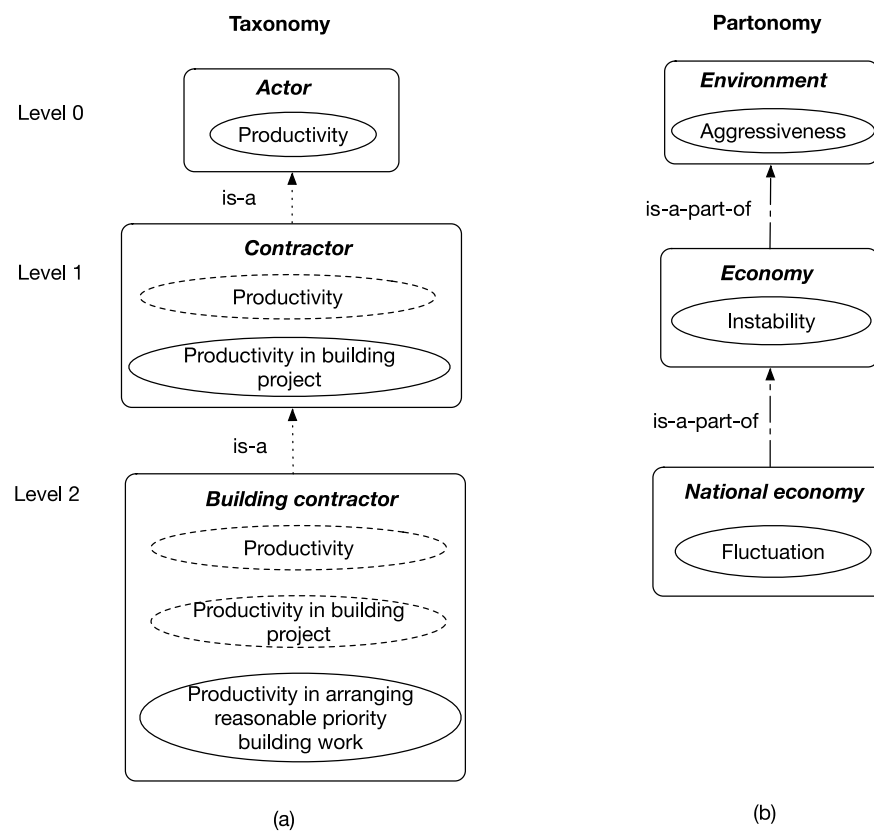 Taxonomy
Partonomy
Level 0
Actor
Productivity
Environment
Aggressiveness
is-a
is-a-part-of
Level 1
Contractor
Productivity
Productivity in building
project
Economy
Instability
is-a
is-a-part-of
Level 2
Building contractor
Productivity
Productivity in building
project
Productivity in arranging
reasonable priority
building work
National economy
Fluctuation
(a)
(b)